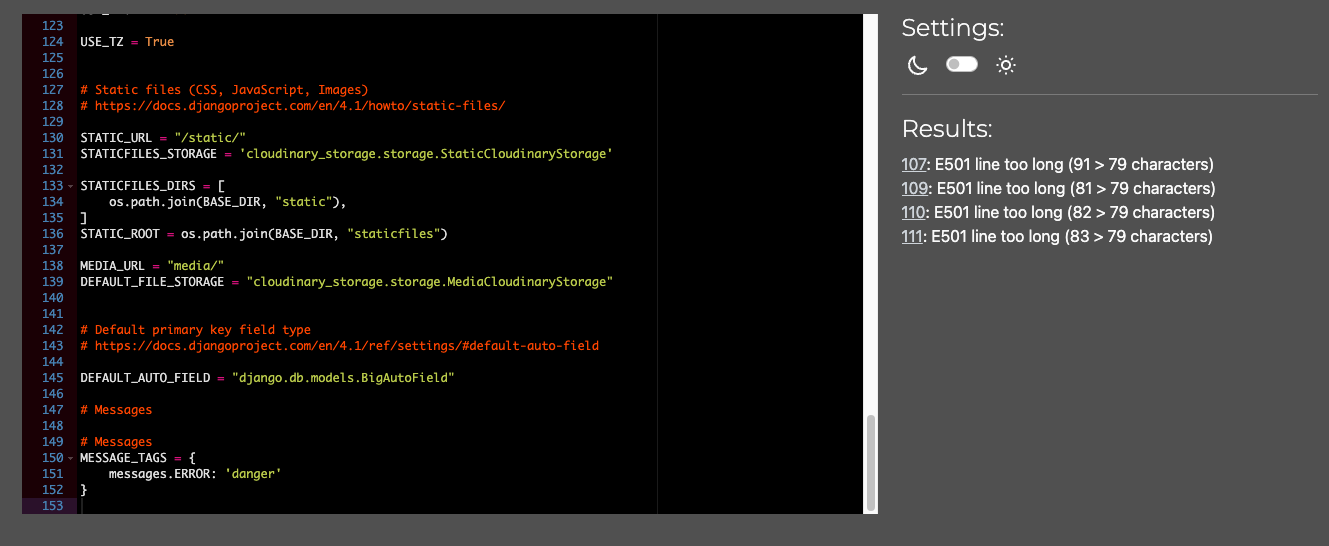 123
124 USE_TZ = True
125
126
127 # Static files (CSS, JavaScript, Images)
128 # https://docs.djangoproject.com/en/4.1/howto/static-files/
129
130 STATIC_URL = "/static/"
131 STATICFILES_STORAGE = 'cloudinary_storage.storage.StaticCloudinaryStorage'
132
133 STATICFILES_DIRS = [
134     os.path.join(BASE_DIR, "static"),
135 ]
136 STATIC_ROOT = os.path.join(BASE_DIR, "staticfiles")
137
138 MEDIA_URL = "media/"
139 DEFAULT_FILE_STORAGE = "cloudinary_storage.storage.MediaCloudinaryStorage"
140
141
142 # Default primary key field type
143 # https://docs.djangoproject.com/en/4.1/ref/settings/#default-auto-field
144
145 DEFAULT_AUTO_FIELD = "django.db.models.BigAutoField"
146
147 # Messages
148
149 # Messages
150 MESSAGE_TAGS = {
151     messages.ERROR: 'danger'
152 }
153
Settings:
Results:
107: E501 line too long (91 > 79 characters)
109: E501 line too long (81 > 79 characters)
110: E501 line too long (82 > 79 characters)
111: E501 line too long (83 > 79 characters)